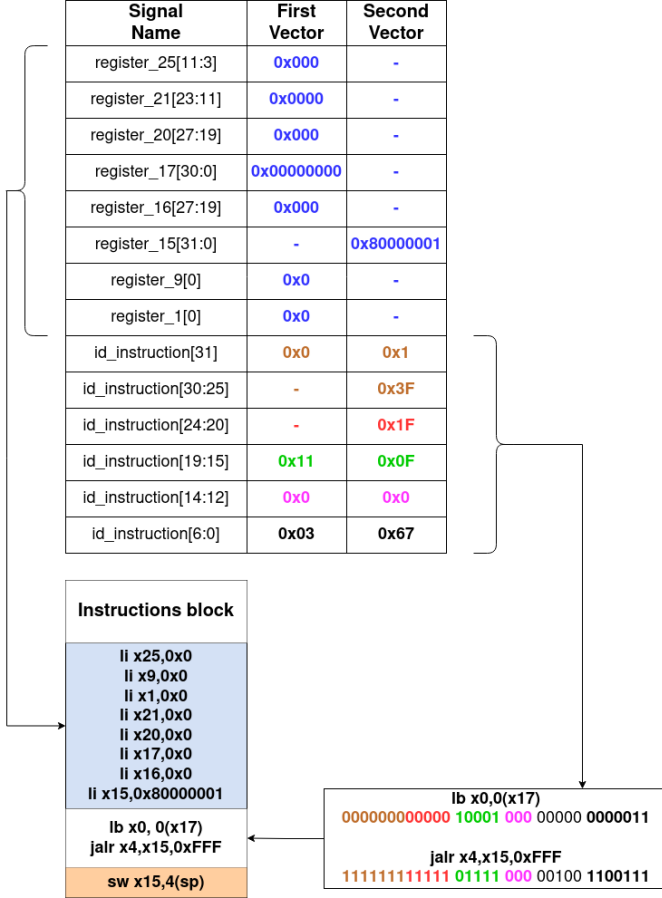 Signal Name First Vector Second Vector
register_25[11:3] 0x000 -
register_21[23:11] 0x0000 -
register_20[27:19] 0x000 -
register_17[30:0] 0x00000000 -
register_16[27:19] 0x000 -
register_15[31:0] - 0x80000001
register_9[0] 0x0 -
register_1[0] 0x0 -
id_instruction[31] 0x0 0x1
id_instruction[30:25] - 0x3F
id_instruction[24:20] - 0x1F
id_instruction[19:15] 0x11 0x0F
id_instruction[14:12] 0x0 0x0
id_instruction[6:0] 0x03 0x67
Instructions block
li x25,0x0
li x9,0x0
li x1,0x0
li x21,0x0
li x20,0x0
li x17,0x0
li x16,0x0
li x15,0x80000001
lb x0, 0(x17)
jalr x4,x15,0xFFF
sw x15,4(sp)
lb x0,0(x17)
000000000000 10001 000 00000 0000011
jalr x4,x15,0xFFF
111111111111 01111 000 00100 1100111